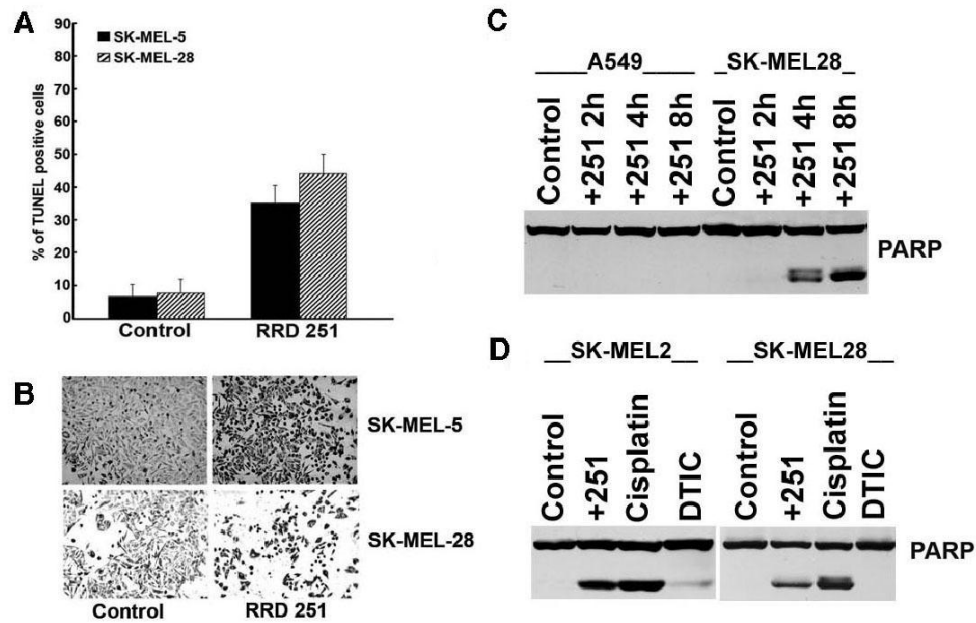 A
90
80
70
60
50
40
30
20
10
0
% of TUNEL positive cells
SK-MEL-5
SK-MEL-28
Control RRD 251
B
SK-MEL-5
SK-MEL-28
Control RRD 251
C
A549 SK-MEL28
Control +251 2h +251 4h +251 8h Control +251 2h +251 4h +251 8h
PARP
D
SK-MEL2 SK-MEL28
Control +251 Cisplatin DTIC Control +251 Cisplatin DTIC
PARP